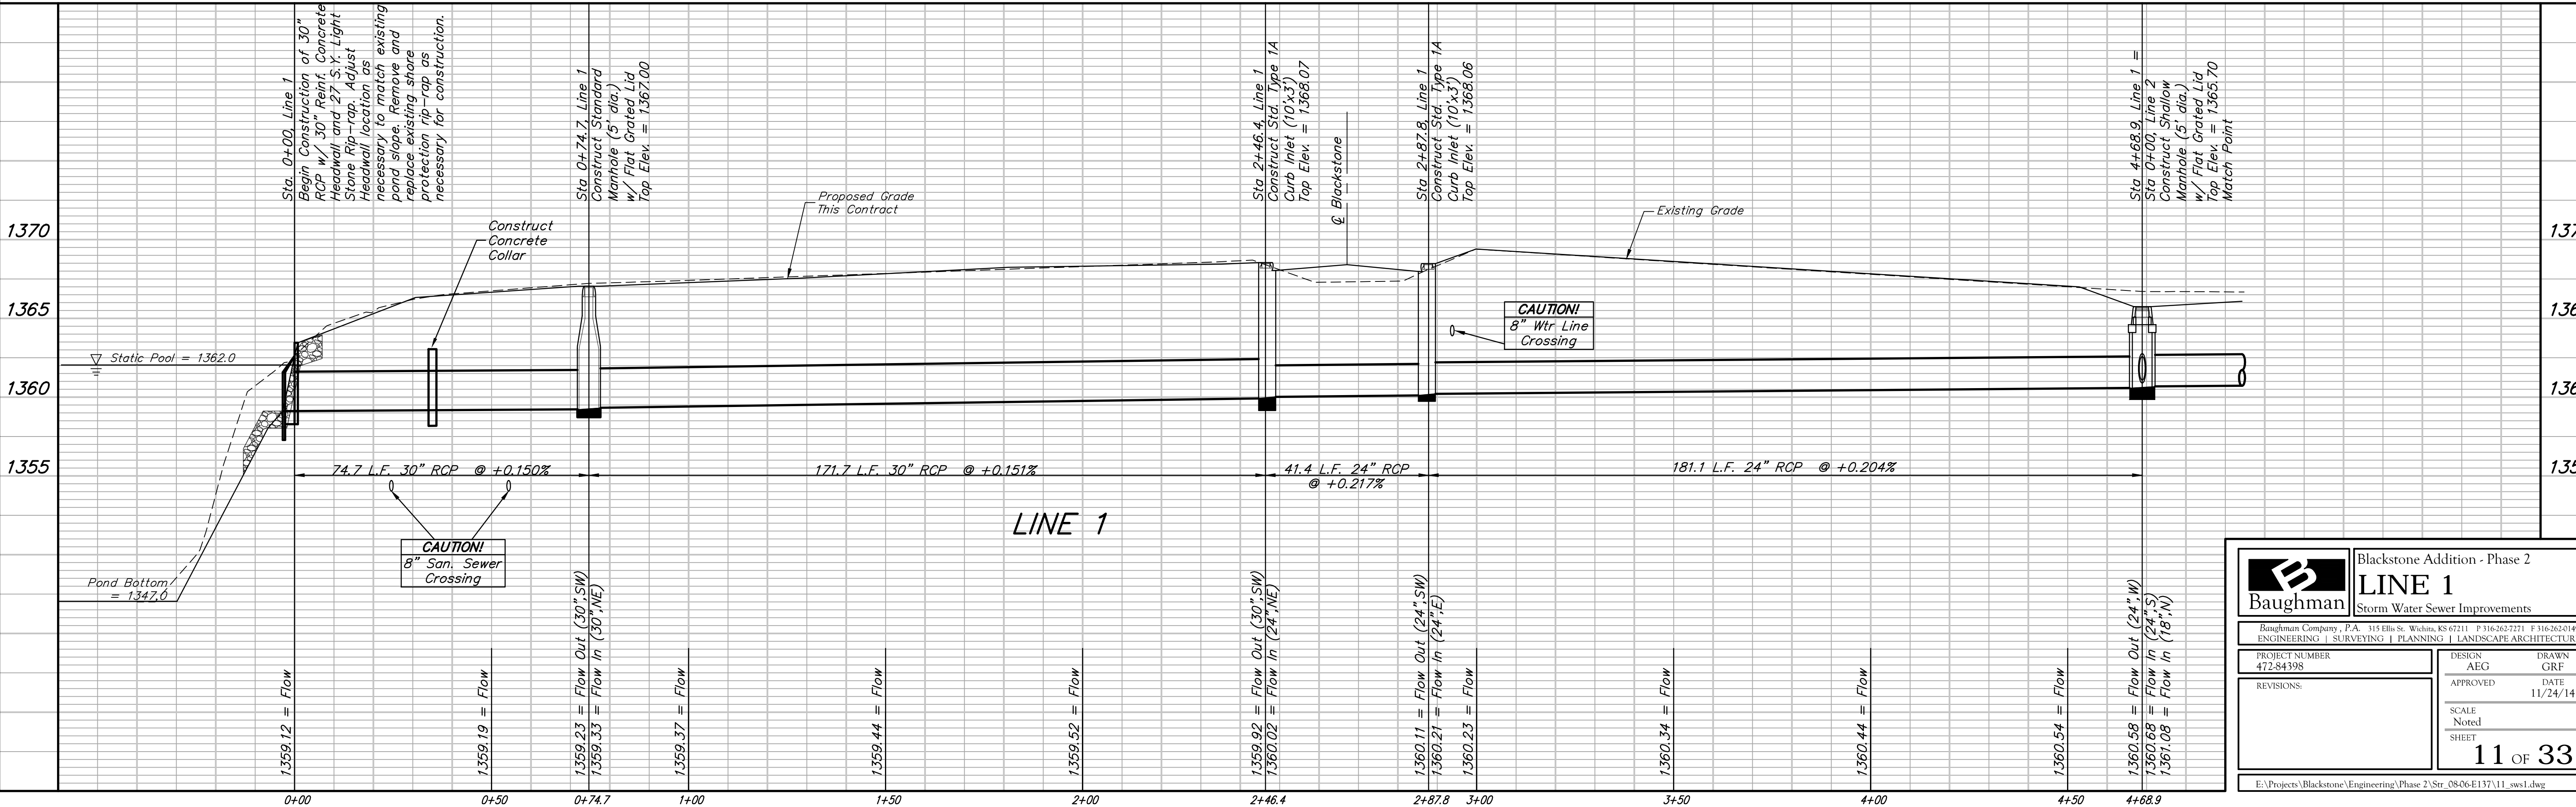 Sta. 0+00, Line 1
Begin Construction of 30"
RCP w/ 30" Reinf. Concrete
Headwall and 27 S.Y. Light
Stone Rip-rap. Adjust
Headwall location as
necessary to match existing
pond slope. Remove and
replace existing shore
protection rip-rap as
necessary for construction.
Sta 0+74.7, Line 1
Construct Standard
Manhole (5' dia.)
w/ Flat Grated Lid
Top Elev. = 1367.00
Sta 2+46.4, Line 1
Construct Std. Type 1A
Curb Inlet (10'x3')
Top Elev. = 1368.07
℄ Blackstone
Sta 2+87.8, Line 1
Construct Std. Type 1A
Curb Inlet (10'x3')
Top Elev. = 1368.06
Sta 4+68.9, Line 1 =
Sta 0+00, Line 2
Construct Shallow
Manhole (5' dia.)
w/ Flat Grated Lid
Top Elev. = 1365.70
Match Point
1370
1365
1360
1355
137
136
136
135
Construct
Concrete
Collar
Proposed Grade
This Contract
Existing Grade
Static Pool = 1362.0
CAUTION!
8" Wtr Line
Crossing
74.7 L.F. 30" RCP @ +0.150%
171.7 L.F. 30" RCP @ +0.151%
41.4 L.F. 24" RCP
@ +0.217%
181.1 L.F. 24" RCP @ +0.204%
LINE 1
CAUTION!
8" San. Sewer
Crossing
Pond Bottom
= 1347.0
1359.12 = Flow
1359.19 = Flow
1359.23 = Flow Out (30",SW)
1359.33 = Flow In (30",NE)
1359.37 = Flow
1359.44 = Flow
1359.52 = Flow
1359.92 = Flow Out (30",SW)
1360.02 = Flow In (24",NE)
1360.11 = Flow Out (24",SW)
1360.21 = Flow In (24",E)
1360.23 = Flow
1360.34 = Flow
1360.44 = Flow
1360.54 = Flow
1360.58 = Flow Out (24",W)
1360.68 = Flow In (24",S)
1361.08 = Flow In (18",N)
0+00
0+50
0+74.7
1+00
1+50
2+00
2+46.4
2+87.8
3+00
3+50
4+00
4+50
4+68.9
B
Baughman
Blackstone Addition - Phase 2
LINE 1
Storm Water Sewer Improvements
Baughman Company, P.A. 315 Ellis St. Wichita, KS 67211 P 316-262-7271 F 316-262-014
ENGINEERING | SURVEYING | PLANNING | LANDSCAPE ARCHITECTUR
PROJECT NUMBER
472-84398
REVISIONS:
DESIGN
AEG
DRAWN
GRF
APPROVED
DATE
11/24/14
SCALE
Noted
SHEET
11 OF 33
E:\Projects\Blackstone\Engineering\Phase 2\Str_08-06-E137\11_sws1.dwg